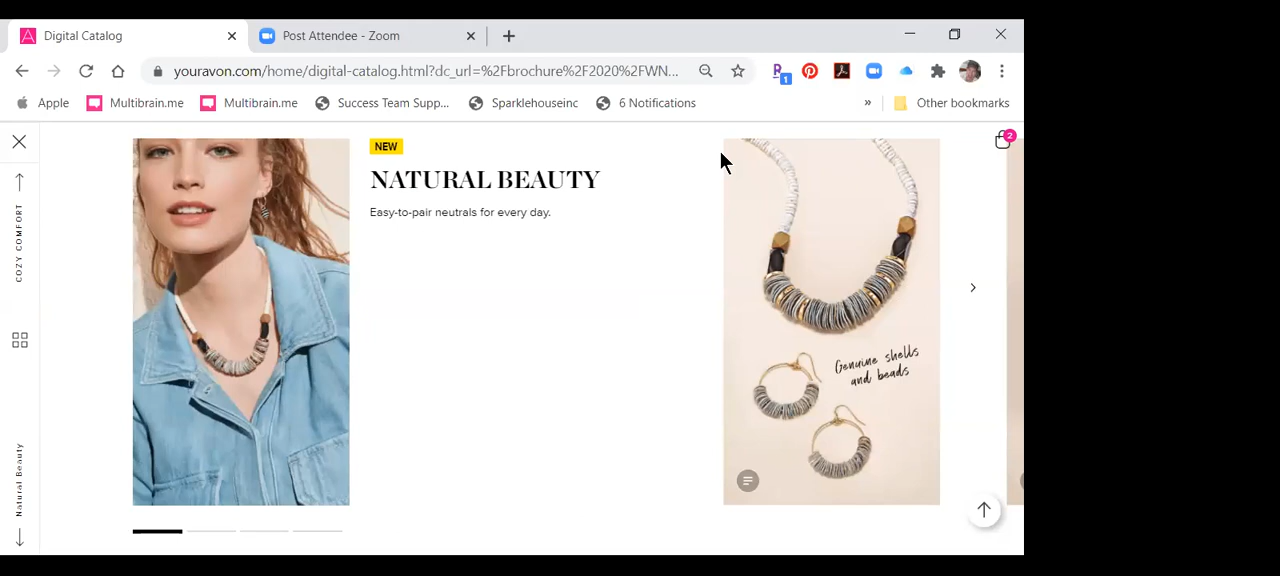 Digital Catalog
Post Attendee - Zoom
youravon.com/home/digital-catalog.html?dc_url=%2Fbrochure%2F2020%2FWN...
1
Apple
Multibrain.me
Multibrain.me
Success Team Supp...
Sparklehouseinc
6 Notifications
»
Other bookmarks
2
COZY COMFORT
Natural Beauty
NEW
NATURAL BEAUTY
Easy-to-pair neutrals for every day.
Genuine shells
and beads